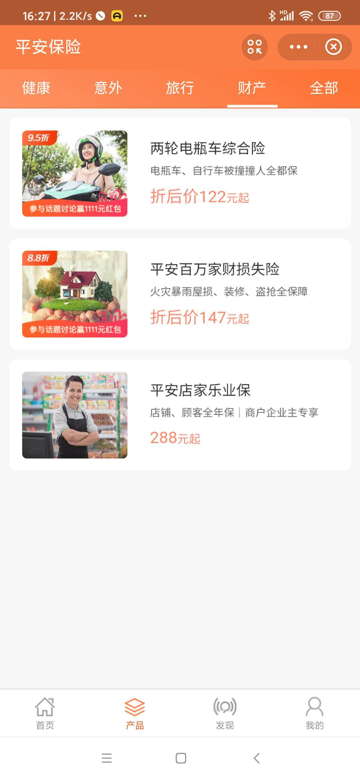 16:27 | 2.2K/s
87
平安保险
健康 意外 旅行 财产 全部
9.5折
参与话题讨论赢1111元红包
两轮电瓶车综合险
电瓶车、自行车被撞撞人全都保
折后价122元起
8.8折
参与话题讨论赢1111元红包
平安百万家财损失险
火灾暴雨屋损、装修、盗抢全保障
折后价147元起
平安店家乐业保
店铺、顾客全年保｜商户企业主专享
288元起
首页 产品 发现 我的